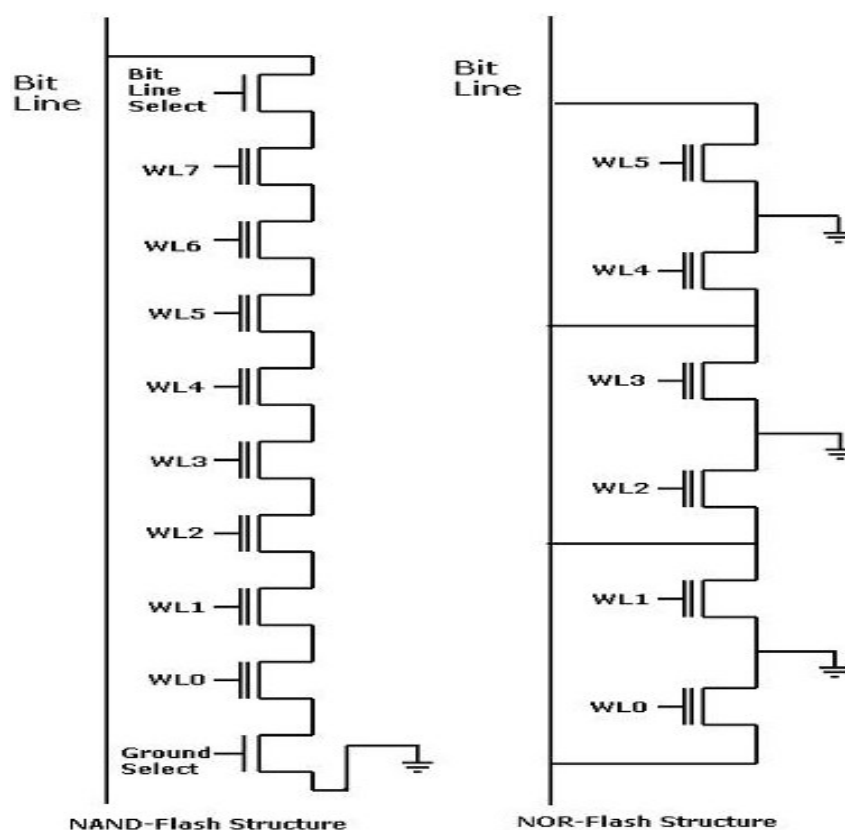 Bit
Line
Bit
Line
Select
WL7
WL6
WL5
WL4
WL3
WL2
WL1
WL0
Ground
Select
NAND-Flash Structure
Bit
Line
WL5
WL4
WL3
WL2
WL1
WL0
NOR-Flash Structure